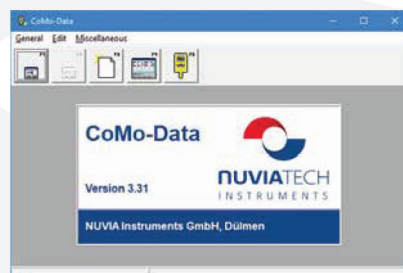 CoMo-Data
General Edit Miscellaneous
CoMo-Data
Version 3.31
NUVIATECH
INSTRUMENTS
NUVIA Instruments GmbH, Dülmen